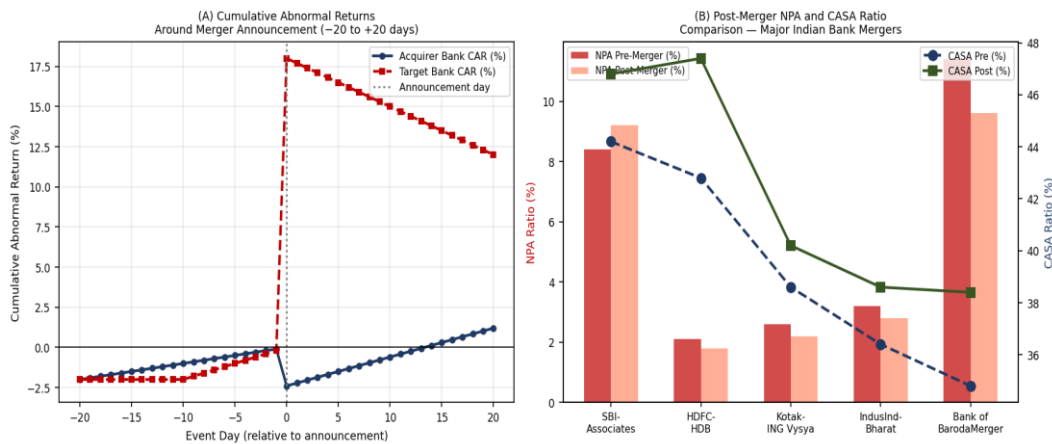 (A) Cumulative Abnormal Returns
Around Merger Announcement (−20 to +20 days)
Cumulative Abnormal Return (%)
17.5
15.0
12.5
10.0
7.5
5.0
2.5
0.0
−2.5
Acquirer Bank CAR (%)
Target Bank CAR (%)
Announcement day
−20 −15 −10 −5 0 5 10 15 20
Event Day (relative to announcement)
(B) Post-Merger NPA and CASA Ratio
Comparison — Major Indian Bank Mergers
NPA Ratio (%)
10
8
6
4
2
0
NPA Pre-Merger (%)
NPA Post-Merger (%)
CASA Pre (%)
CASA Post (%)
48
46
44
42
40
38
36
CASA Ratio (%)
SBI-
Associates
HDFC-
HDB
Kotak-
ING Vysya
IndusInd-
Bharat
Bank of
BarodaMerger